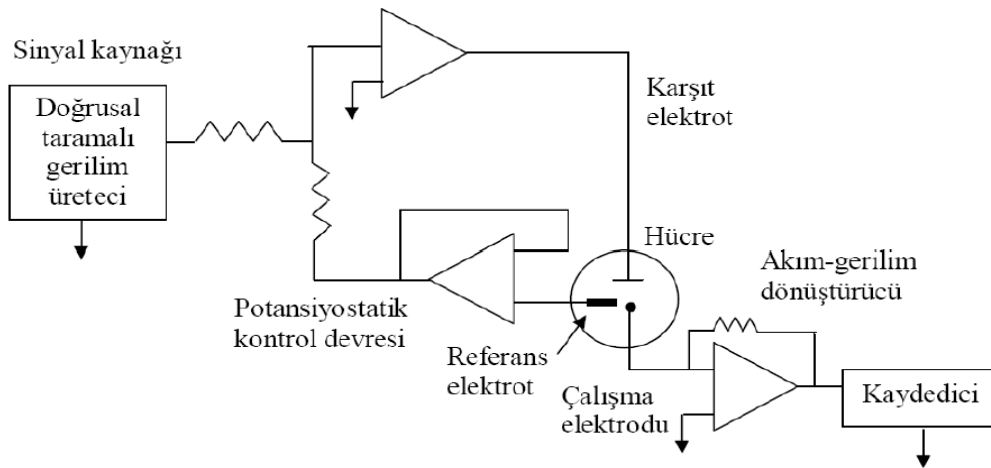 Sinyal kaynağı
Doğrusal
taramalı
gerilim
üreteci
Karşıt
elektrot
Hücre
Akım-gerilim
dönüştürücü
Potansiyostatik
kontrol devresi
Referans
elektrot
Çalışma
elektrodu
Kaydedici